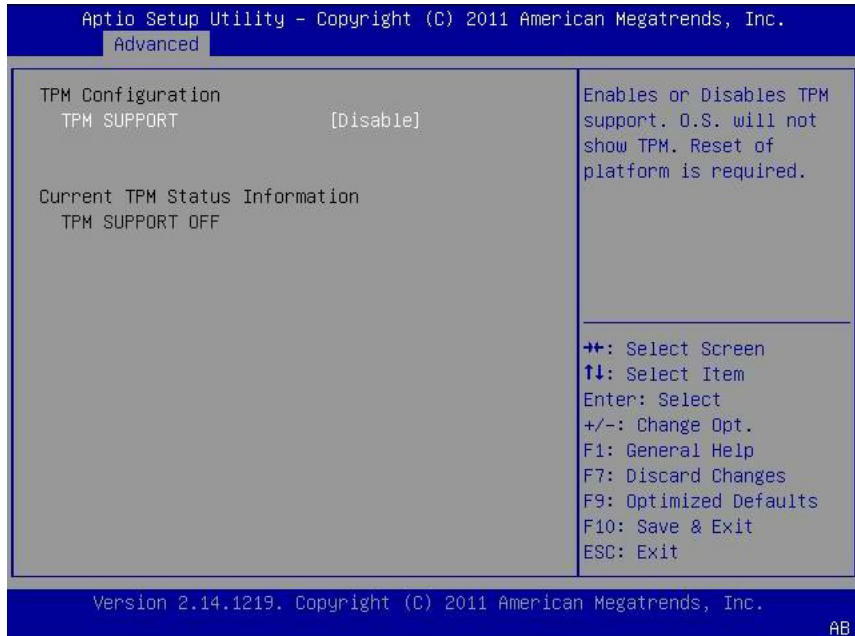 Aptio Setup Utility – Copyright (C) 2011 American Megatrends, Inc.
Advanced
TPM Configuration
TPM SUPPORT [Disable]
Current TPM Status Information
TPM SUPPORT OFF
Enables or Disables TPM
support. O.S. will not
show TPM. Reset of
platform is required.
→←: Select Screen
↑↓: Select Item
Enter: Select
+/-: Change Opt.
F1: General Help
F7: Discard Changes
F9: Optimized Defaults
F10: Save & Exit
ESC: Exit
Version 2.14.1219. Copyright (C) 2011 American Megatrends, Inc.
AB